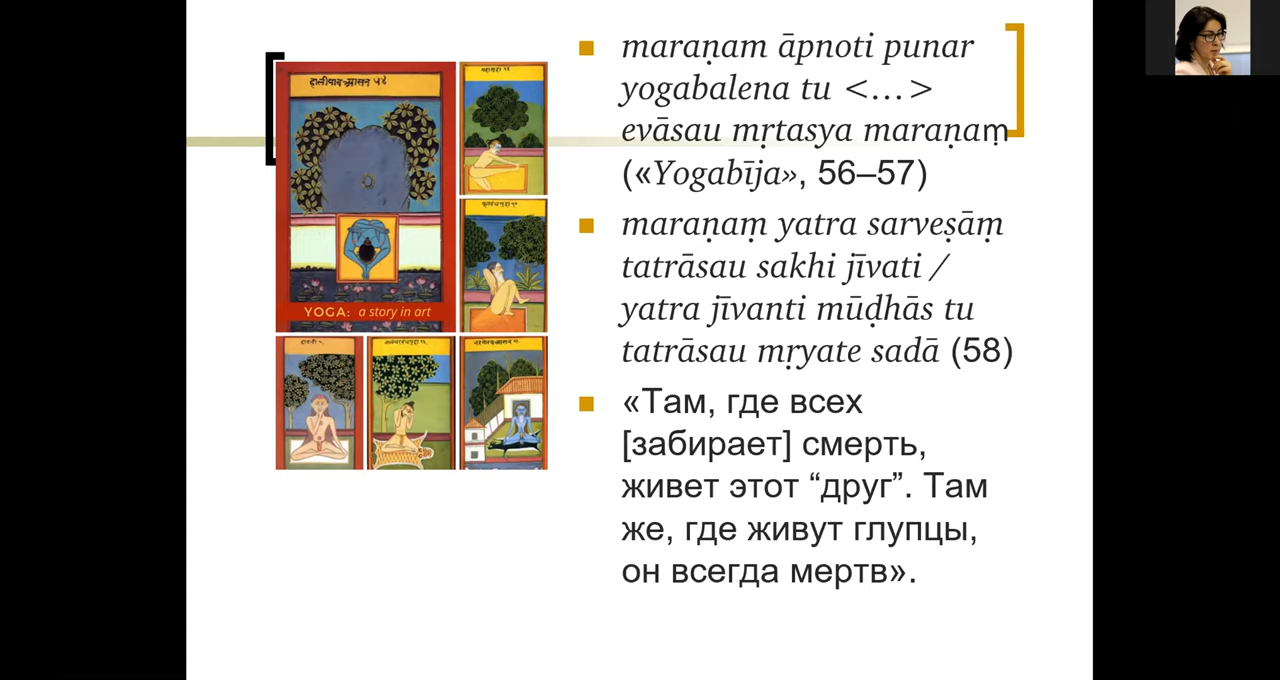 maraṇam āpnoti punar
yogabalena tu <…>
evāsau mṛtasya maraṇaṃ
(«Yogabīja», 56–57)
maraṇaṃ yatra sarveṣāṃ
tatrāsau sakhi jīvati /
yatra jīvanti mūḍhās tu
tatrāsau mṛyate sadā (58)
«Там, где всех
[забирает] смерть,
живет этот “друг”. Там
же, где живут глупцы,
он всегда мертв».
YOGA: a story in art